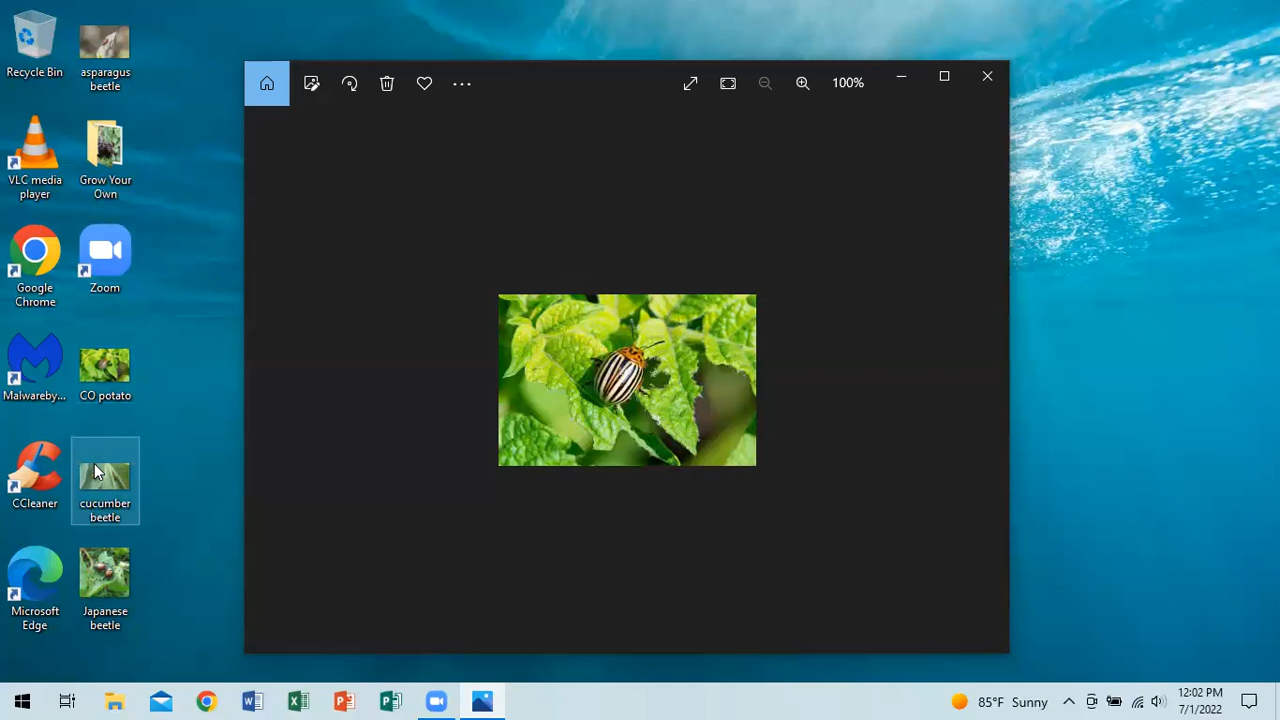 Recycle Bin
asparagus
beetle
VLC media
player
Grow Your
Own
Google
Chrome
Zoom
Malwareby...
CO potato
CCleaner
cucumber
beetle
Microsoft
Edge
Japanese
beetle
100%
85°F Sunny
12:02 PM
7/1/2022